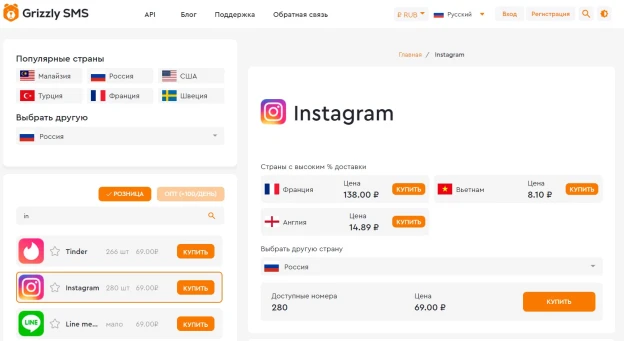 Grizzly SMS
API
Блог
Поддержка
Обратная связь
₽ RUB
Русский
Вход
Регистрация
Популярные страны
Малайзия
Россия
США
Турция
Франция
Швеция
Выбрать другую
Россия
РОЗНИЦА
ОПТ (>100/ДЕНЬ)
in
Tinder 266 шт 69.00₽ КУПИТЬ
Instagram 280 шт 69.00₽ КУПИТЬ
Line me... мало 69.00₽ КУПИТЬ
Главная / Instagram
Instagram
Страны с высоким % доставки
Франция
Цена
138.00 ₽
КУПИТЬ
Вьетнам
Цена
8.10 ₽
КУПИТЬ
Англия
Цена
14.89 ₽
КУПИТЬ
Выбрать другую страну
Россия
Доступные номера
280
Цена
69.00 ₽
КУПИТЬ